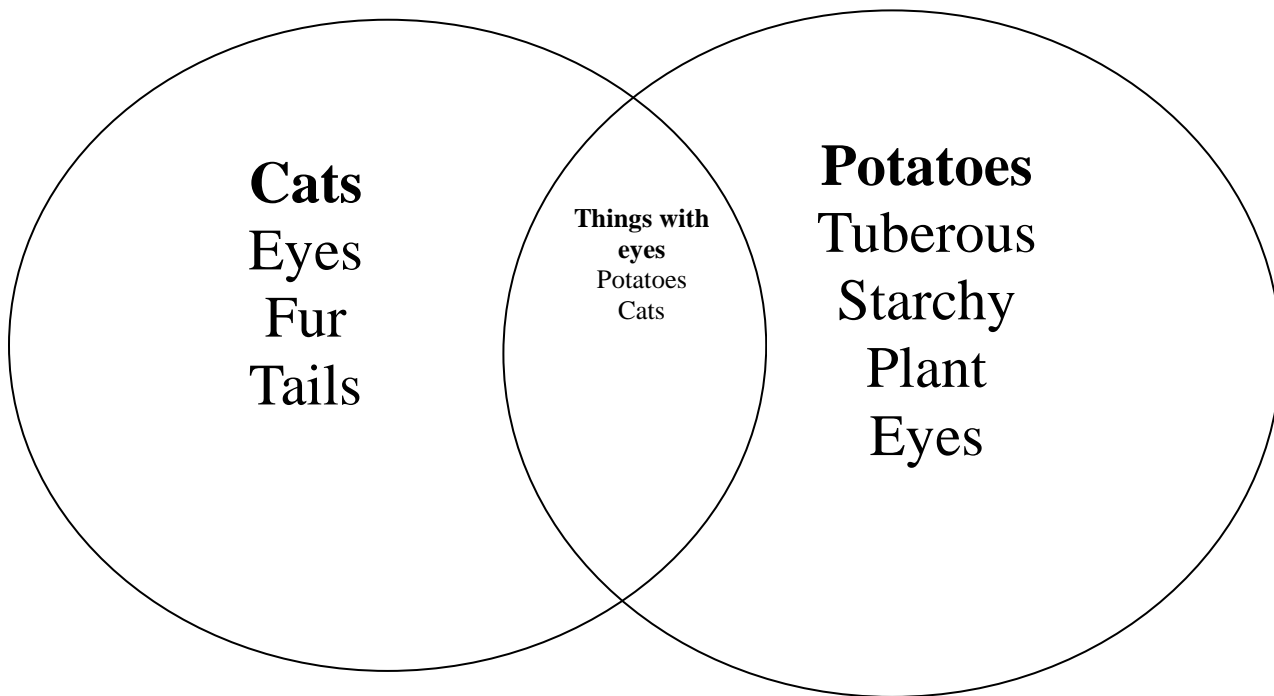 Cats
Eyes
Fur
Tails
Things with
eyes
Potatoes
Cats
Potatoes
Tuberous
Starchy
Plant
Eyes